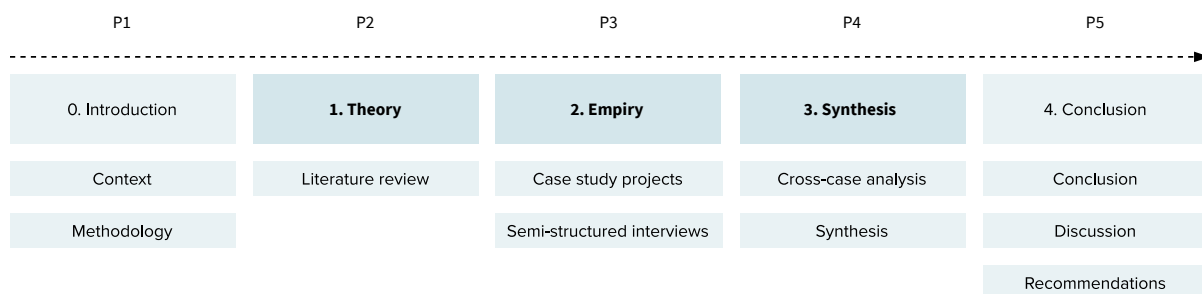 P1 P2 P3 P4 P5
0. Introduction 1. Theory 2. Empiry 3. Synthesis 4. Conclusion
Context Literature review Case study projects Cross-case analysis Conclusion
Methodology Semi-structured interviews Synthesis Discussion
Recommendations